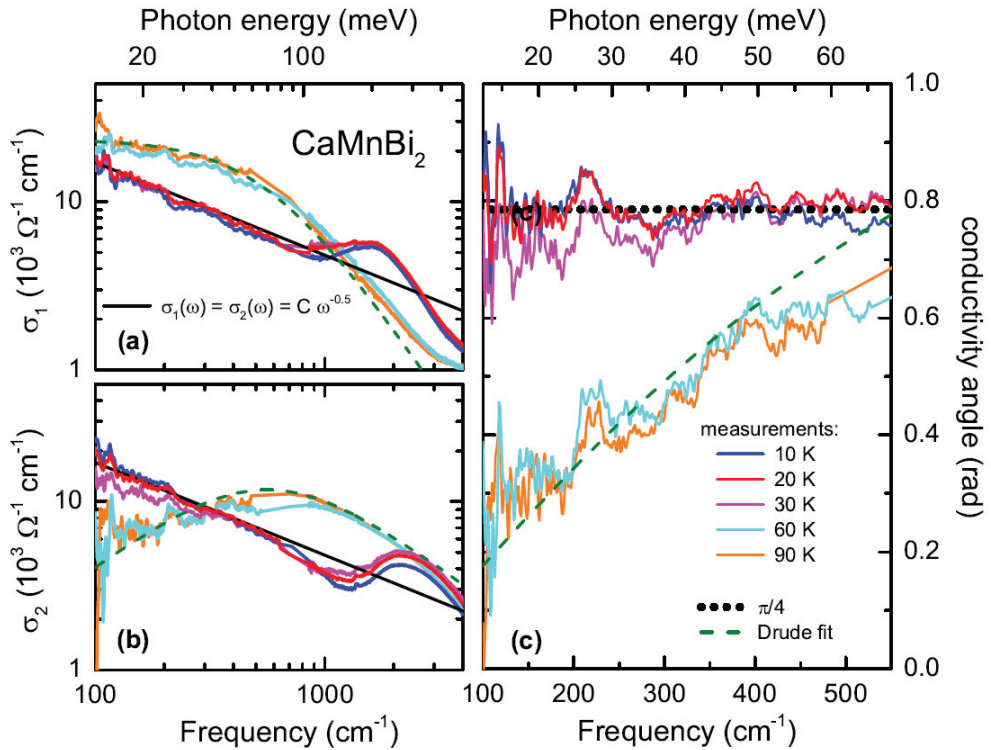 Photon energy (meV)
20
100
CaMnBi₂
σ₁ (10³ Ω⁻¹ cm⁻¹)
10
1
σ₁(ω) = σ₂(ω) = C ω⁻⁰·⁵
(a)
σ₂ (10³ Ω⁻¹ cm⁻¹)
10
1
(b)
100
1000
Frequency (cm⁻¹)
Photon energy (meV)
20
30
40
50
60
1.0
0.8
0.6
0.4
0.2
0.0
conductivity angle (rad)
(c)
measurements:
10 K
20 K
30 K
60 K
90 K
π/4
Drude fit
(c)
100
200
300
400
500
Frequency (cm⁻¹)